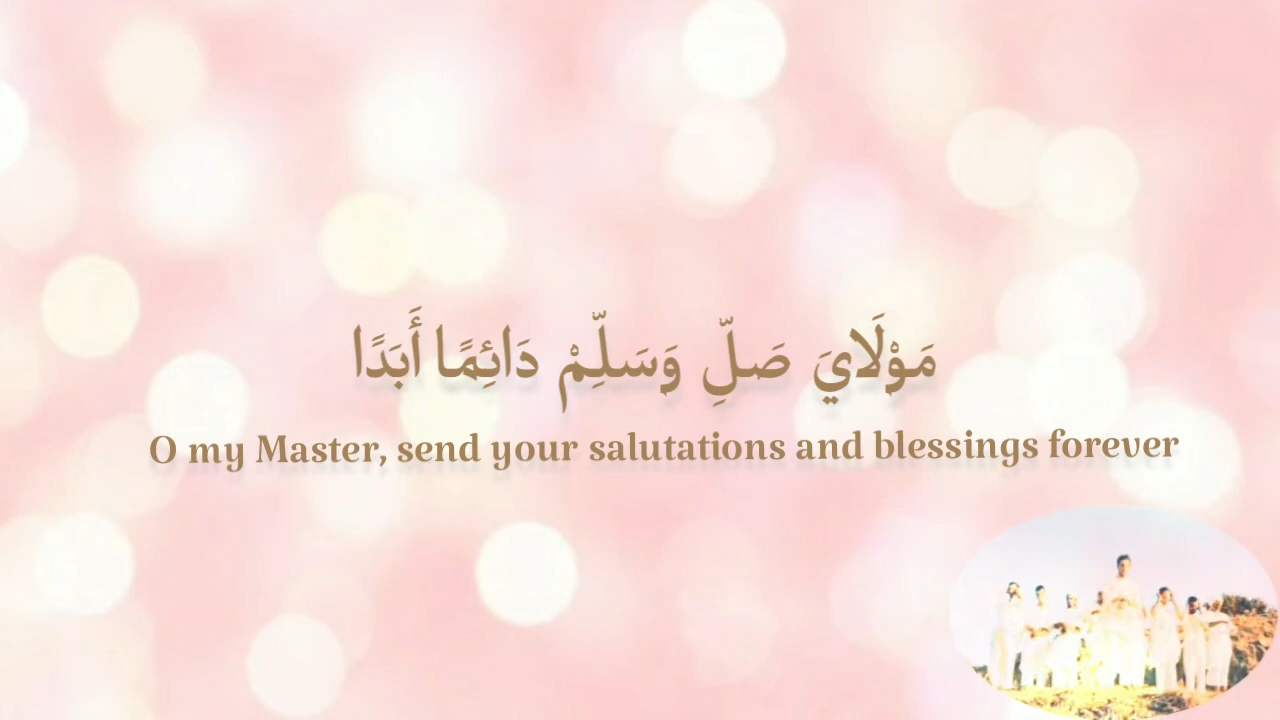 مَوْلَايَ صَلِّ وَسَلِّمْ دَائِمًا أَبَدًا
O my Master, send your salutations and blessings forever